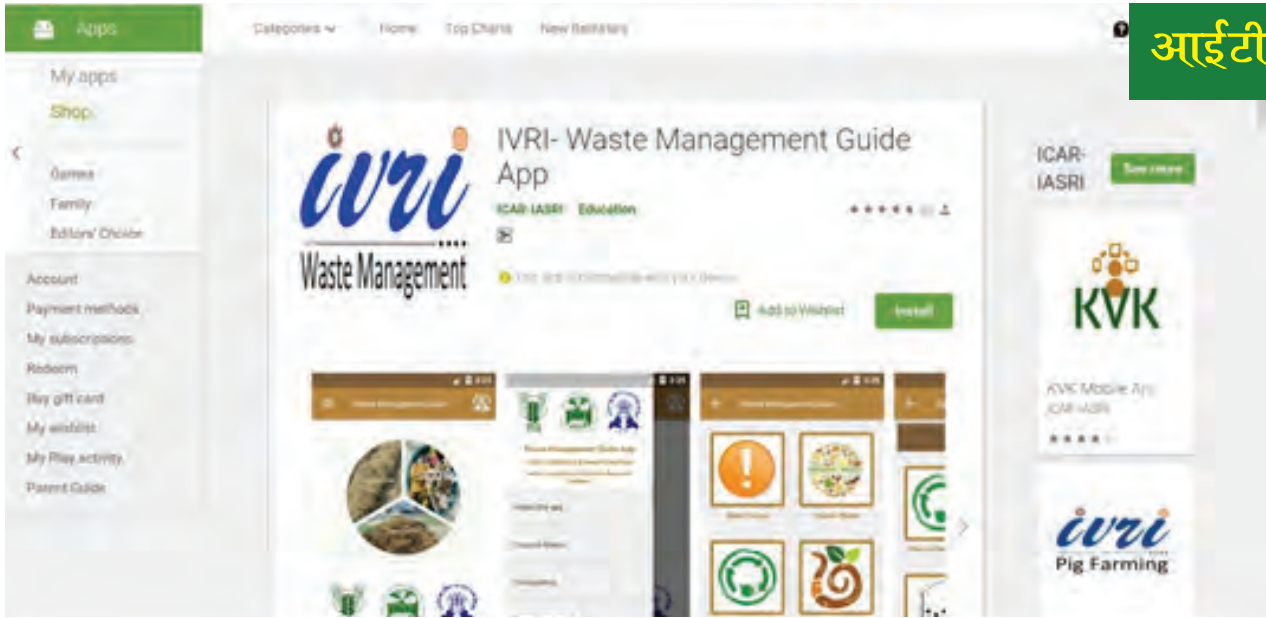 Apps
Categories Home Top Charts New Releases
आईटी
My apps
Shop
Games
Family
Editors' Choice
Account
Payment methods
My subscriptions
Redeem
Buy gift card
My wishlist
My Play activity
Parent Guide
ivri
Waste Management
IVRI- Waste Management Guide
App
ICAR-IASRI Education
Add to Wishlist
Install
ICAR-
IASRI
See more
KVK
KVK Mobile App
ICAR-IASRI
ivri
Pig Farming